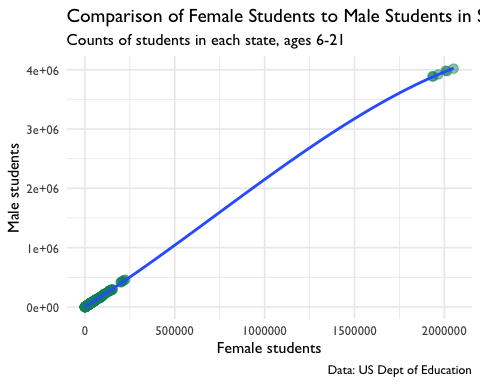 Comparison of Female Students to Male Students in
Counts of students in each state, ages 6-21
4e+06
3e+06
2e+06
1e+06
0e+00
Male students
0 500000 1000000 1500000 2000000
Female students
Data: US Dept of Education